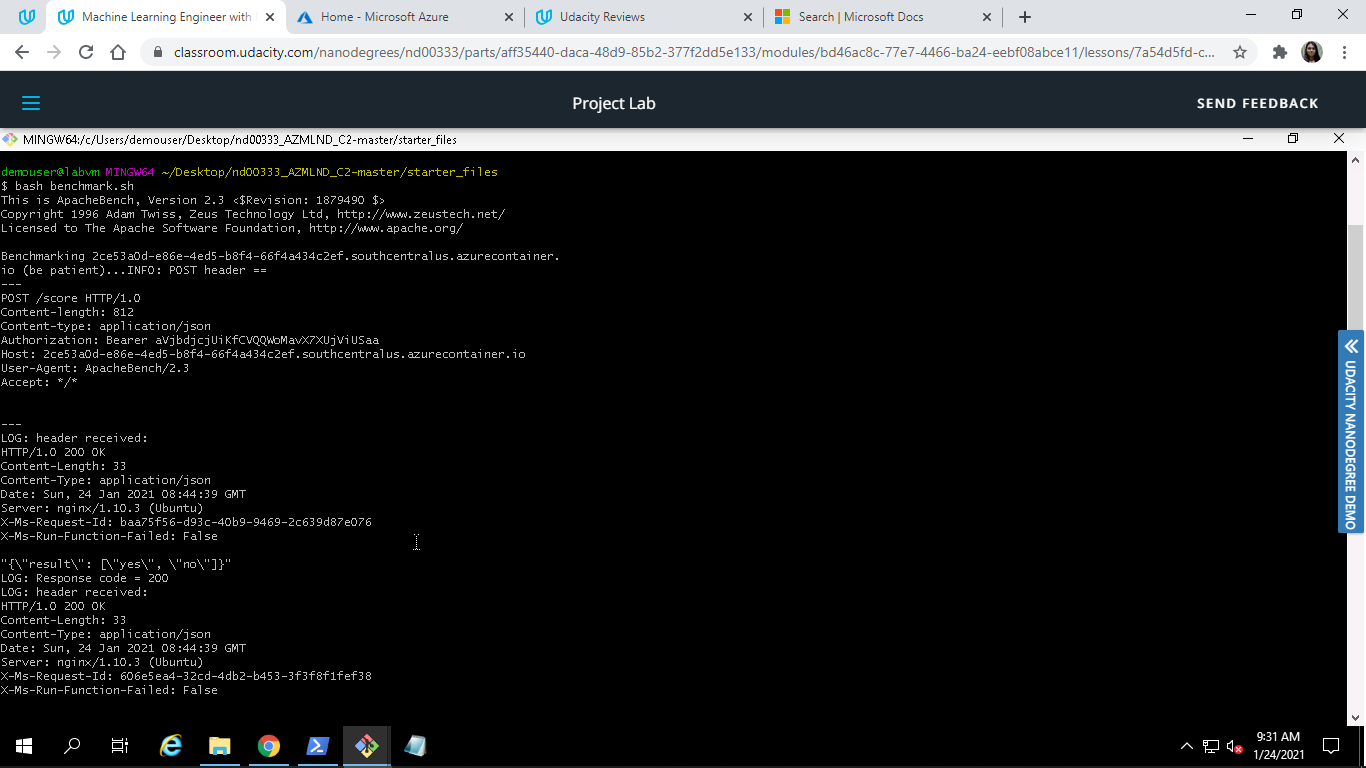 Machine Learning Engineer with
Home - Microsoft Azure
Udacity Reviews
Search | Microsoft Docs
classroom.udacity.com/nanodegrees/nd00333/parts/aff35440-daca-48d9-85b2-377f2dd5e133/modules/bd46ac8c-77e7-4466-ba24-eebf08abce11/lessons/7a54d5fd-c...
Project Lab
SEND FEEDBACK
MINGW64:/c/Users/demouser/Desktop/nd00333_AZMLND_C2-master/starter_files
demouser@labvm MINGW64 ~/Desktop/nd00333_AZMLND_C2-master/starter_files
$ bash benchmark.sh
This is ApacheBench, Version 2.3 <$Revision: 1879490 $>
Copyright 1996 Adam Twiss, Zeus Technology Ltd, http://www.zeustech.net/
Licensed to The Apache Software Foundation, http://www.apache.org/
Benchmarking 2ce53a0d-e86e-4ed5-b8f4-66f4a434c2ef.southcentralus.azurecontainer.
io (be patient)...INFO: POST header ==
---
POST /score HTTP/1.0
Content-length: 812
Content-type: application/json
Authorization: Bearer aVjbdjcjUiKfCVQQWoMavX7XUjViUSaa
Host: 2ce53a0d-e86e-4ed5-b8f4-66f4a434c2ef.southcentralus.azurecontainer.io
User-Agent: ApacheBench/2.3
Accept: */*
---
LOG: header received:
HTTP/1.0 200 OK
Content-Length: 33
Content-Type: application/json
Date: Sun, 24 Jan 2021 08:44:39 GMT
Server: nginx/1.10.3 (Ubuntu)
X-Ms-Request-Id: baa75f56-d93c-40b9-9469-2c639d87e076
X-Ms-Run-Function-Failed: False
"{\"result\": [\"yes\", \"no\"]}"
LOG: Response code = 200
LOG: header received:
HTTP/1.0 200 OK
Content-Length: 33
Content-Type: application/json
Date: Sun, 24 Jan 2021 08:44:39 GMT
Server: nginx/1.10.3 (Ubuntu)
X-Ms-Request-Id: 606e5ea4-32cd-4db2-b453-3f3f8f1fef38
X-Ms-Run-Function-Failed: False
UDACITY NANODEGREE DEMO
9:31 AM
1/24/2021